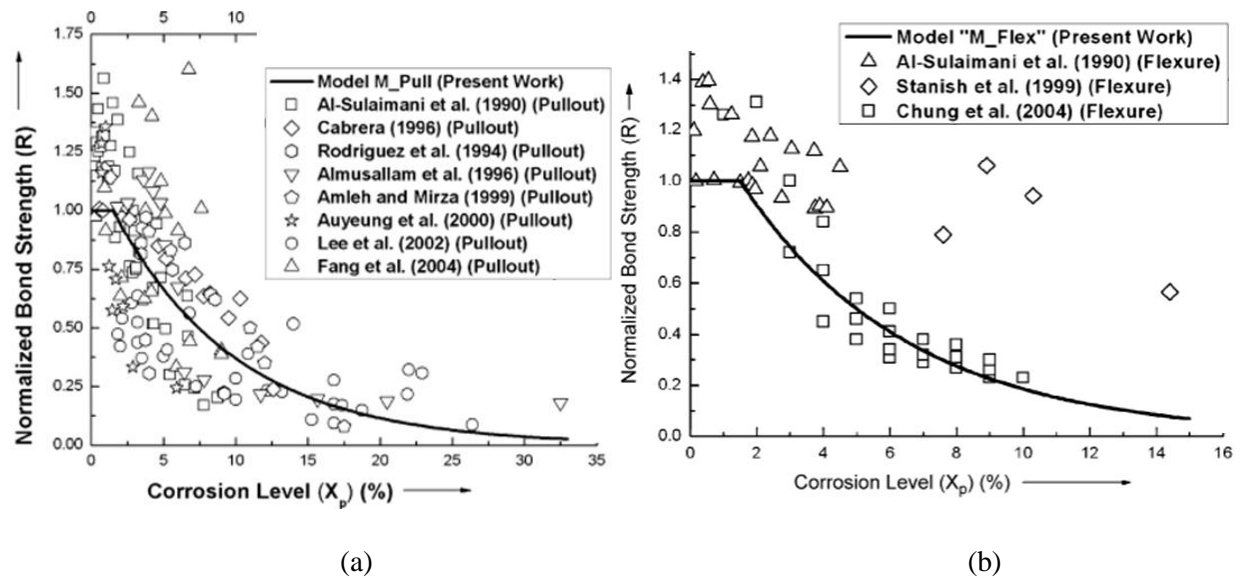 (a)
0 5 10
1.75
1.50
1.25
1.00
0.75
0.50
0.25
0.00
Normalized Bond Strength (R)
Model M_Pull (Present Work)
Al-Sulaimani et al. (1990) (Pullout)
Cabrera (1996) (Pullout)
Rodriguez et al. (1994) (Pullout)
Almusallam et al. (1996) (Pullout)
Amleh and Mirza (1999) (Pullout)
Auyeung et al. (2000) (Pullout)
Lee et al. (2002) (Pullout)
Fang et al. (2004) (Pullout)
0 5 10 15 20 25 30 35
Corrosion Level (Xp) (%)
(b)
Model "M_Flex" (Present Work)
Al-Sulaimani et al. (1990) (Flexure)
Stanish et al. (1999) (Flexure)
Chung et al. (2004) (Flexure)
1.4
1.2
1.0
0.8
0.6
0.4
0.2
0.0
Normalized Bond Strength (R)
0 2 4 6 8 10 12 14 16
Corrosion Level (Xp) (%)
(a)
(b)